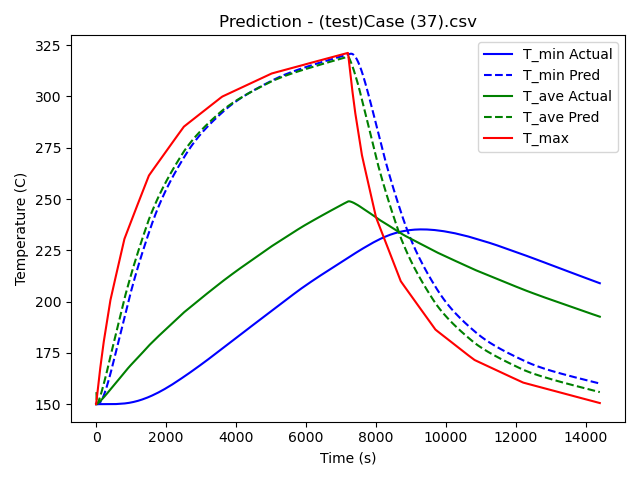 Prediction - (test)Case (37).csv
Temperature (C)
325
300
275
250
225
200
175
150
T_min Actual
T_min Pred
T_ave Actual
T_ave Pred
T_max
0 2000 4000 6000 8000 10000 12000 14000
Time (s)